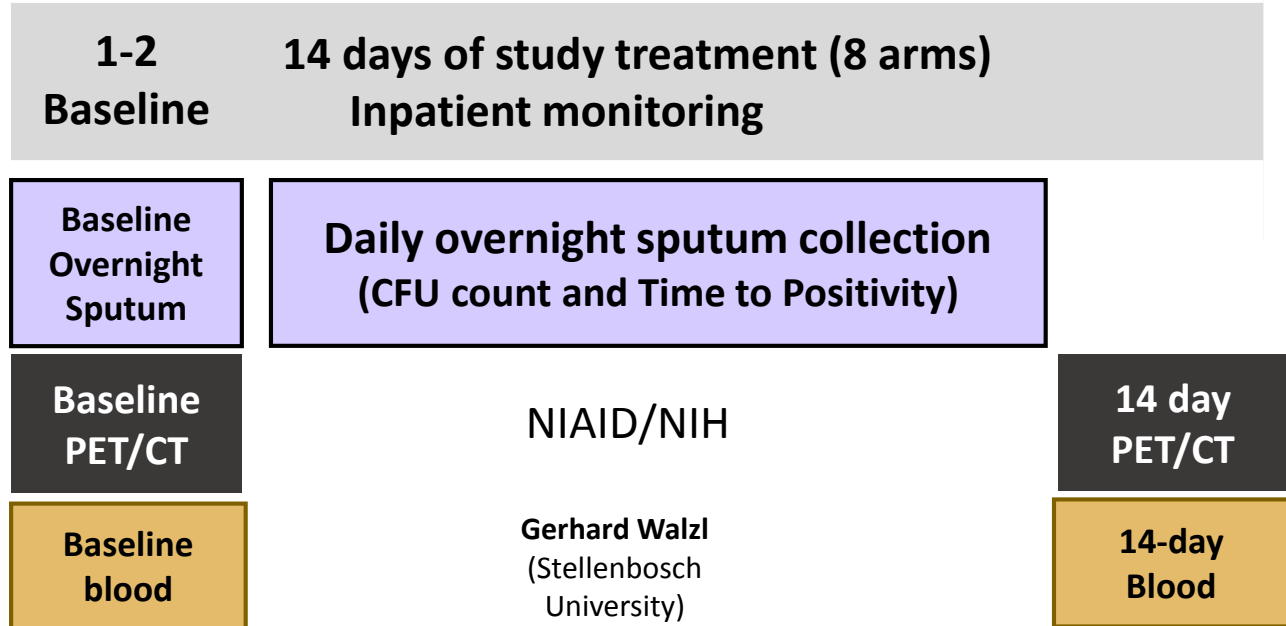 1-2
Baseline
14 days of study treatment (8 arms)
Inpatient monitoring
Baseline
Overnight
Sputum
Daily overnight sputum collection
(CFU count and Time to Positivity)
Baseline
PET/CT
NIAID/NIH
14 day
PET/CT
Baseline
blood
Gerhard Walzl
(Stellenbosch
University)
14-day
Blood